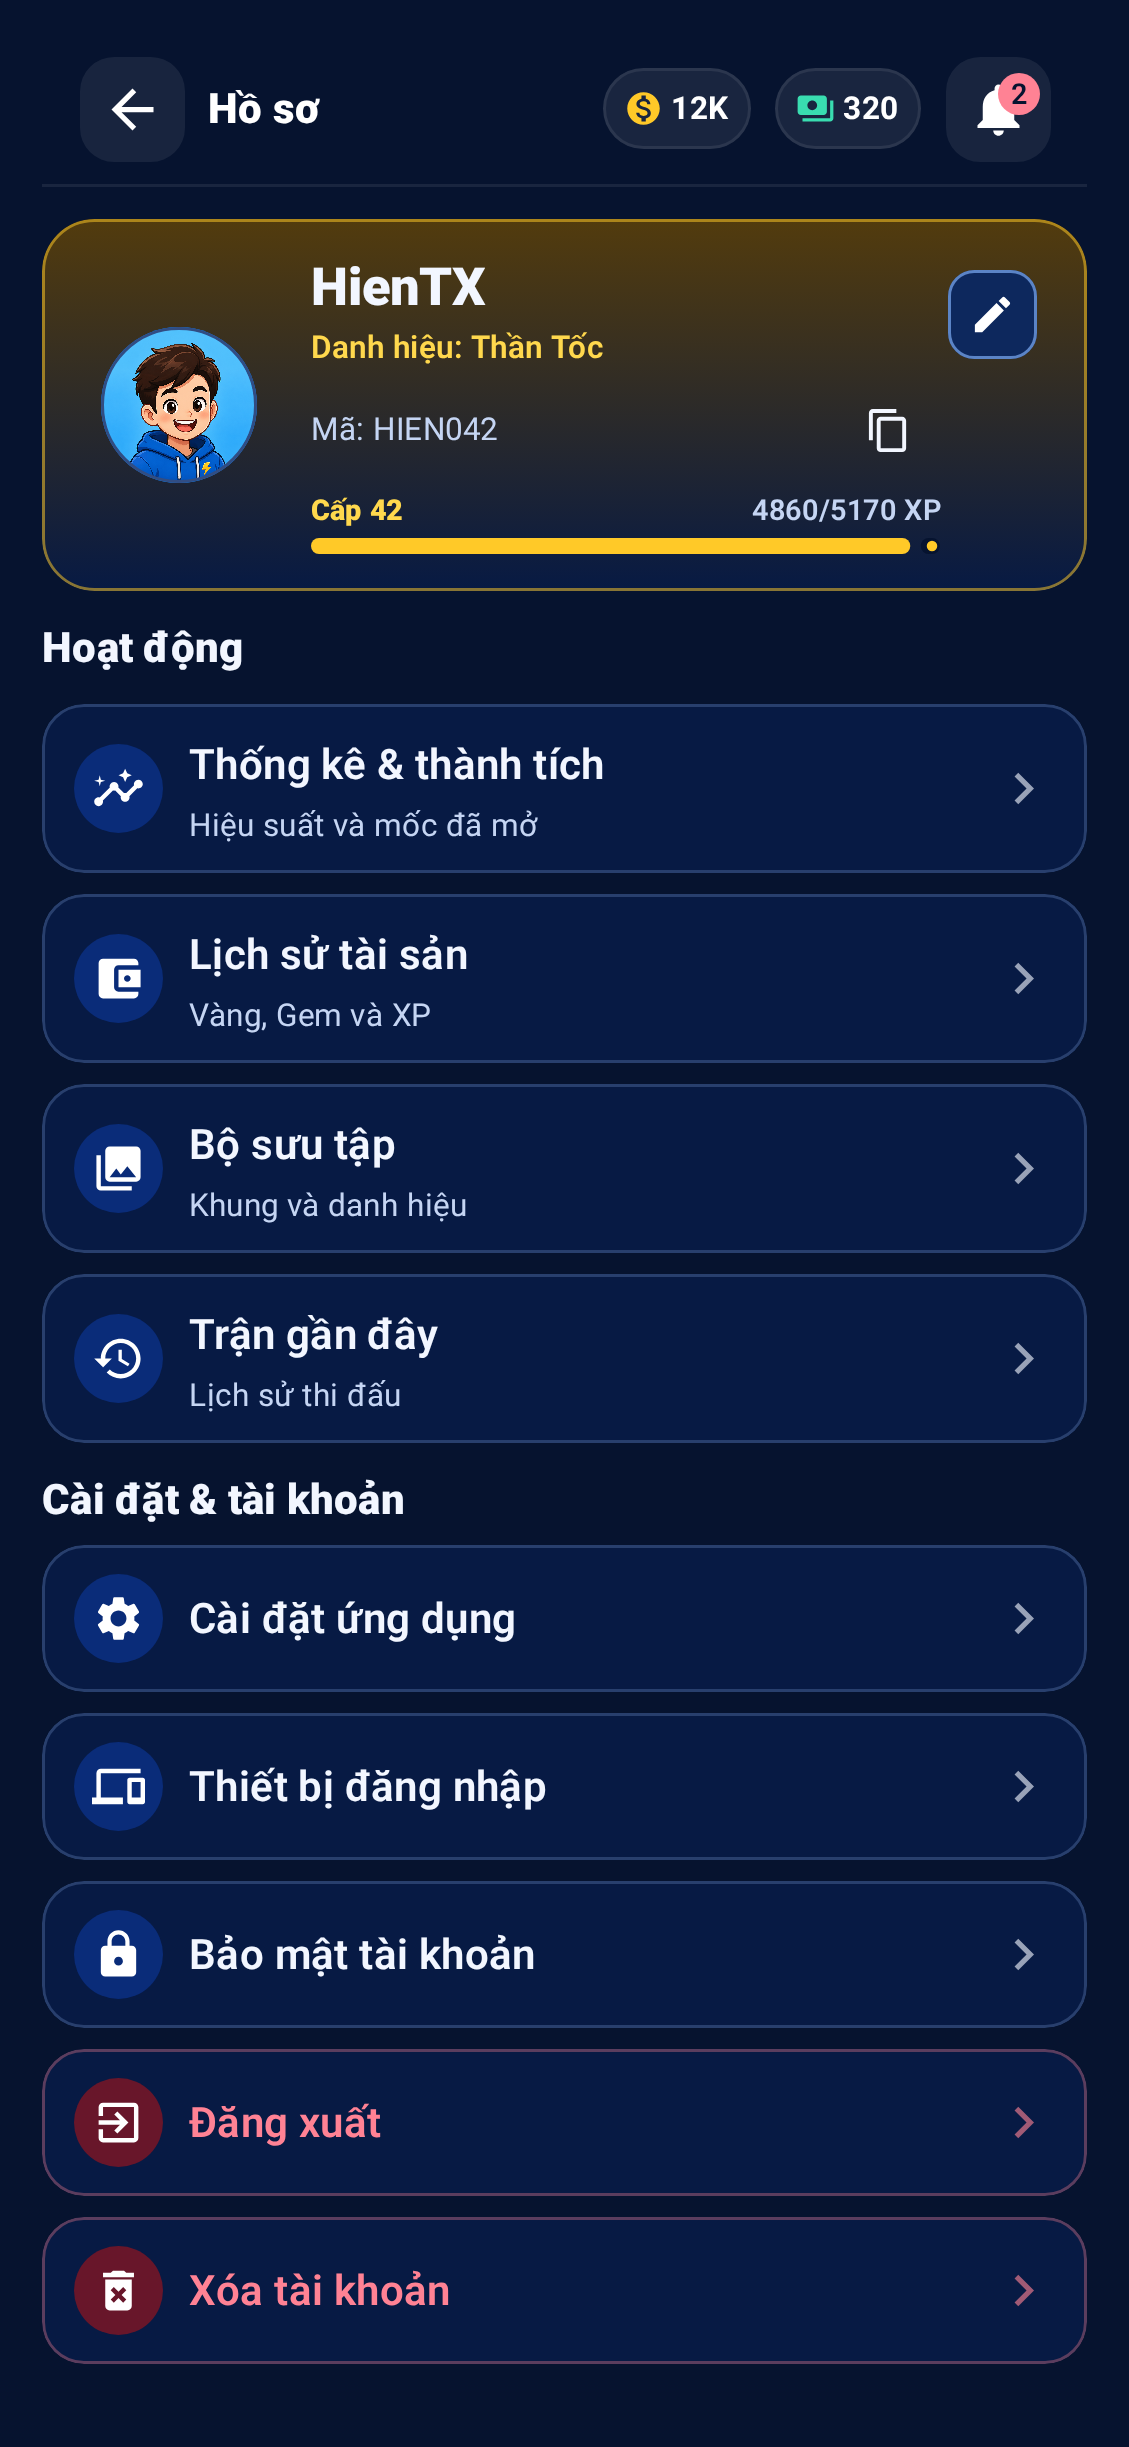 Hồ sơ
12K
320
2
HienTX
Danh hiệu: Thần Tốc
Mã: HIEN042
Cấp 42
4860/5170 XP
Hoạt động
Thống kê & thành tích
Hiệu suất và mốc đã mở
Lịch sử tài sản
Vàng, Gem và XP
Bộ sưu tập
Khung và danh hiệu
Trận gần đây
Lịch sử thi đấu
Cài đặt & tài khoản
Cài đặt ứng dụng
Thiết bị đăng nhập
Bảo mật tài khoản
Đăng xuất
Xóa tài khoản